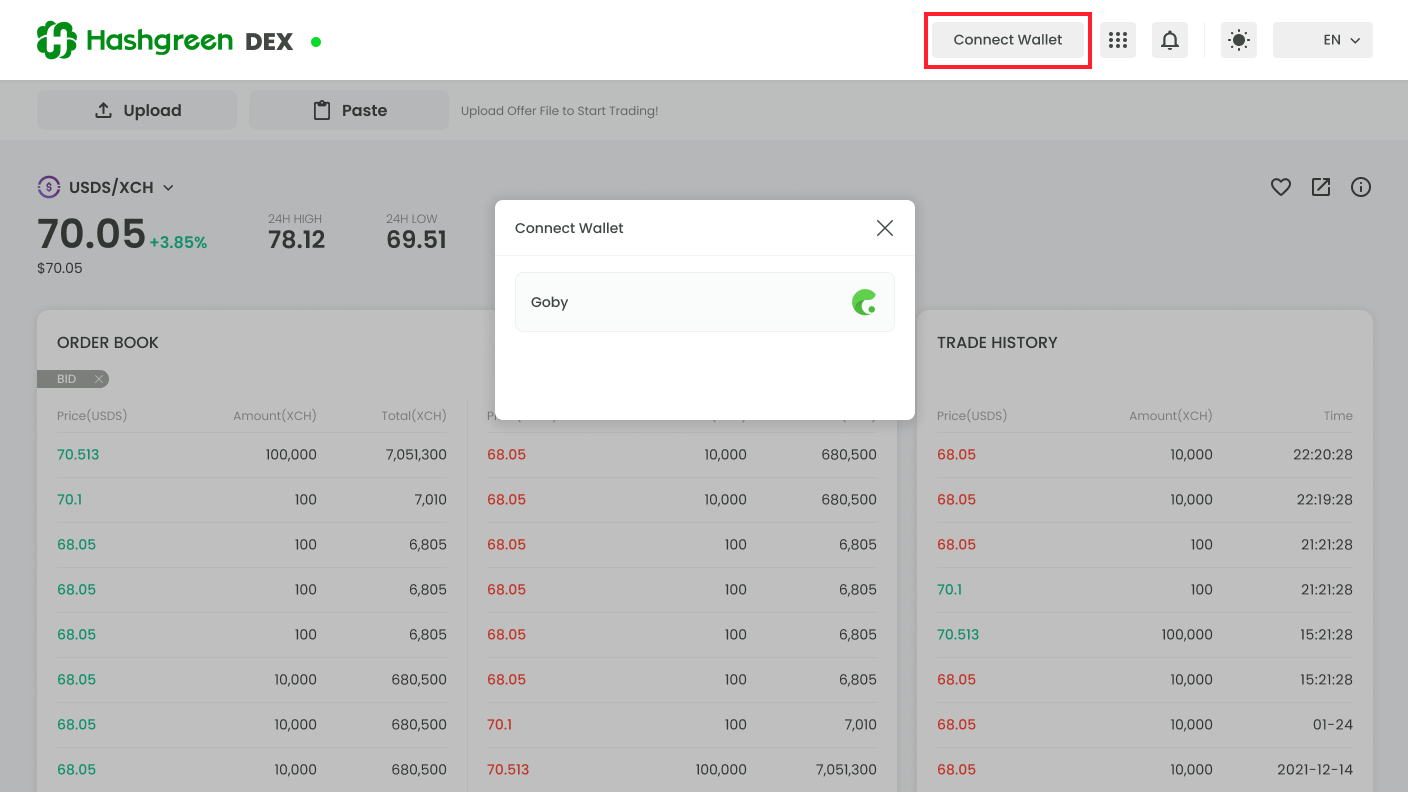 Hashgreen DEX
Connect Wallet
EN
Upload
Paste
Upload Offer File to Start Trading!
USDS/XCH
70.05 +3.85%
$70.05
24H HIGH
78.12
24H LOW
69.51
Connect Wallet
Goby
ORDER BOOK
BID
Price(USDS) Amount(XCH) Total(XCH)
70.513 100,000 7,051,300
70.1 100 7,010
68.05 100 6,805
68.05 100 6,805
68.05 100 6,805
68.05 10,000 680,500
68.05 10,000 680,500
68.05 10,000 680,500
68.05 10,000 680,500
68.05 10,000 680,500
68.05 100 6,805
68.05 100 6,805
68.05 100 6,805
68.05 100 6,805
70.1 100 7,010
70.513 100,000 7,051,300
TRADE HISTORY
Price(USDS) Amount(XCH) Time
68.05 10,000 22:20:28
68.05 10,000 22:19:28
68.05 100 21:21:28
70.1 100 21:21:28
70.513 100,000 15:21:28
68.05 10,000 15:21:28
68.05 10,000 01-24
68.05 10,000 2021-12-14